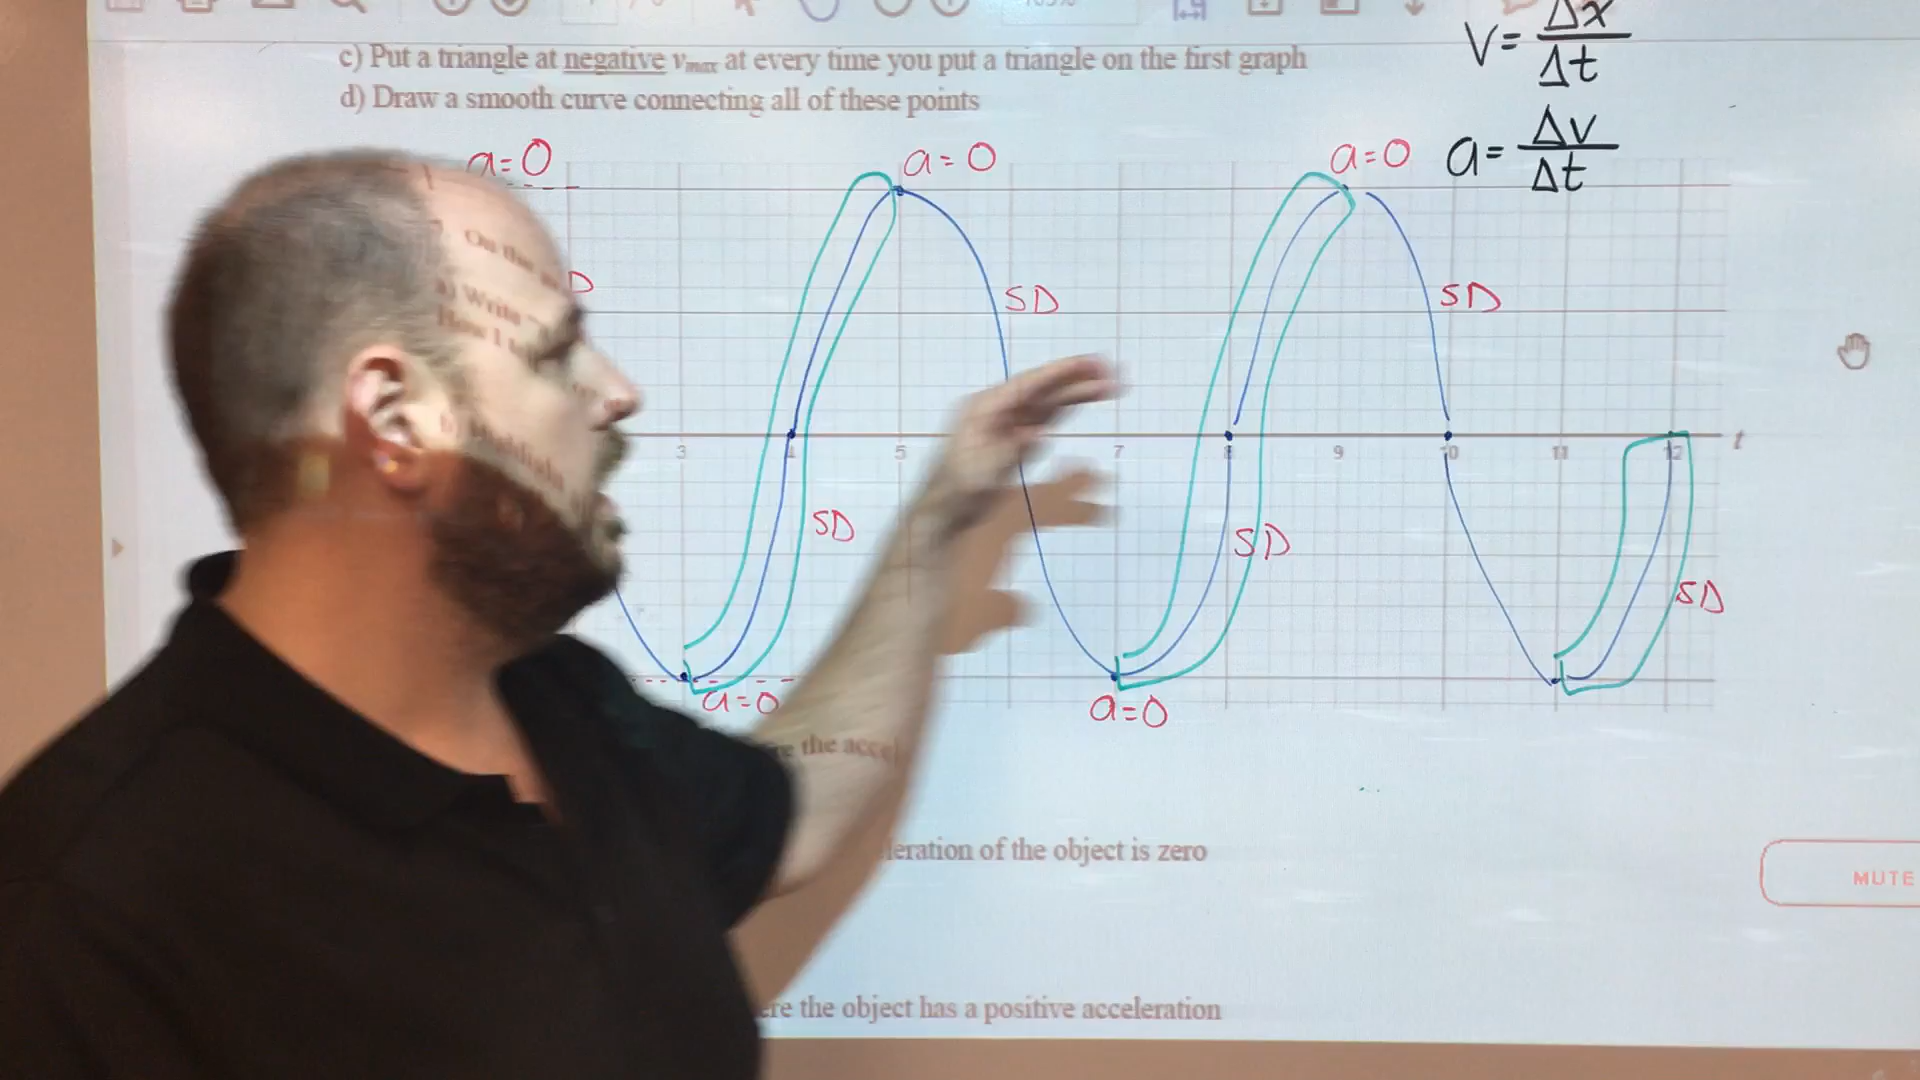 V= Δx
Δt
c) Put a triangle at negative vmax at every time you put a triangle on the first graph
d) Draw a smooth curve connecting all of these points
a= Δv
Δt
a=0 a=0 a=0
D SD SD
3 4 5 7 8 9 10 11 12 t
SD SD SD
a=0 a=0
the
leration of the object is zero
MUTE
the object has a positive acceleration